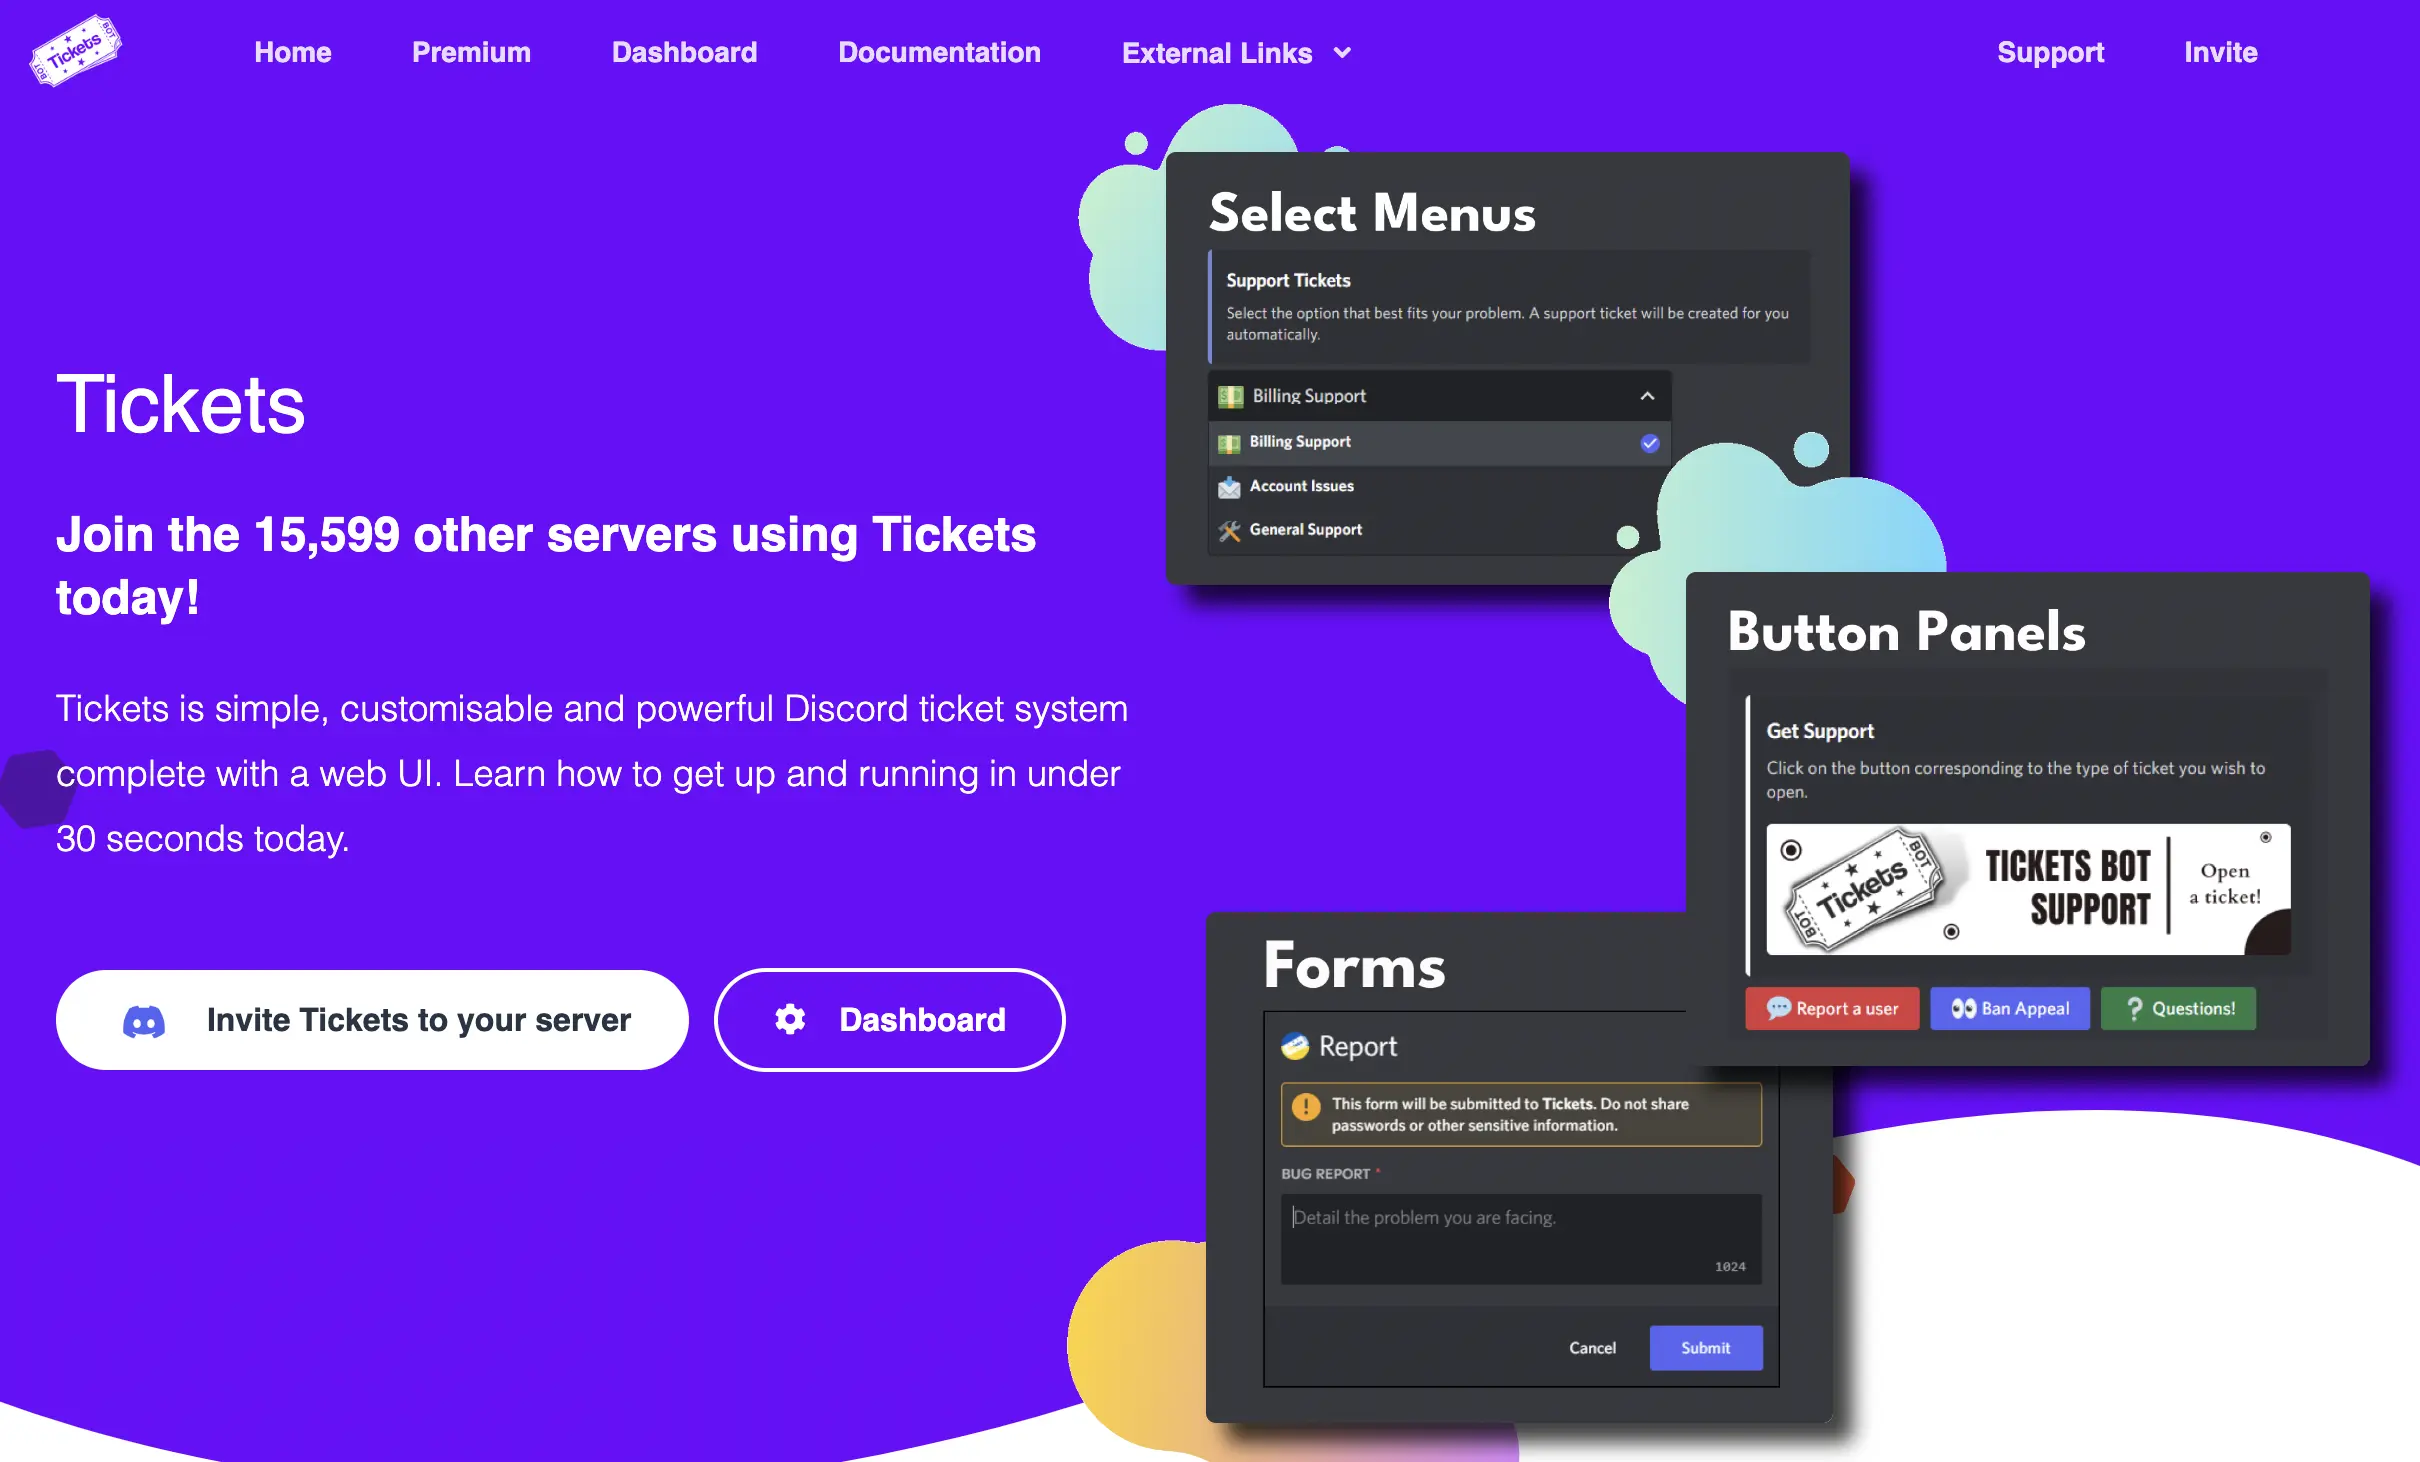 Tickets
BOT
BOT
Home
Premium
Dashboard
Documentation
External Links
Support
Invite
Tickets
Join the 15,599 other servers using Tickets
today!
Tickets is simple, customisable and powerful Discord ticket system
complete with a web UI. Learn how to get up and running in under
30 seconds today.
Invite Tickets to your server
Dashboard
Select Menus
Support Tickets
Select the option that best fits your problem. A support ticket will be created for you
automatically.
Billing Support
Billing Support
Account Issues
General Support
Button Panels
Get Support
Click on the button corresponding to the type of ticket you wish to
open.
BOT
Tickets
BOT
TICKETS BOT
SUPPORT
Open
a ticket!
Report a user
Ban Appeal
Questions!
Forms
Report
This form will be submitted to Tickets. Do not share
passwords or other sensitive information.
BUG REPORT *
Detail the problem you are facing.
1024
Cancel
Submit